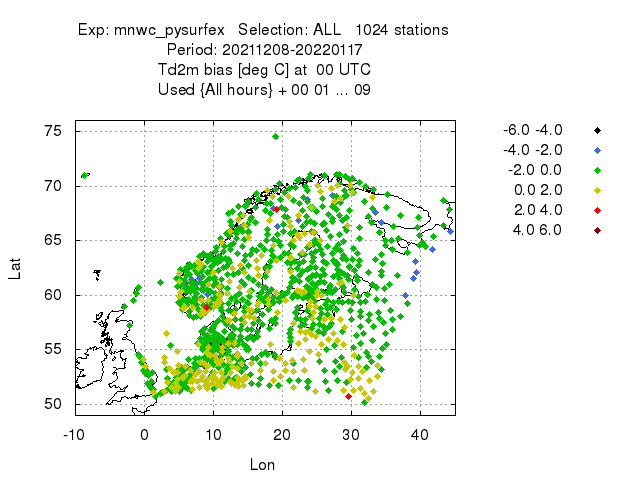 Exp: mnwc_pysurfex   Selection: ALL   1024 stations
Period: 20211208-20220117
Td2m bias [deg C] at  00 UTC
Used {All hours} + 00 01 ... 09
75
70
65
60
55
50
Lat
-10 0 10 20 30 40
Lon
-6.0 -4.0
-4.0 -2.0
-2.0 0.0
0.0 2.0
2.0 4.0
4.0 6.0